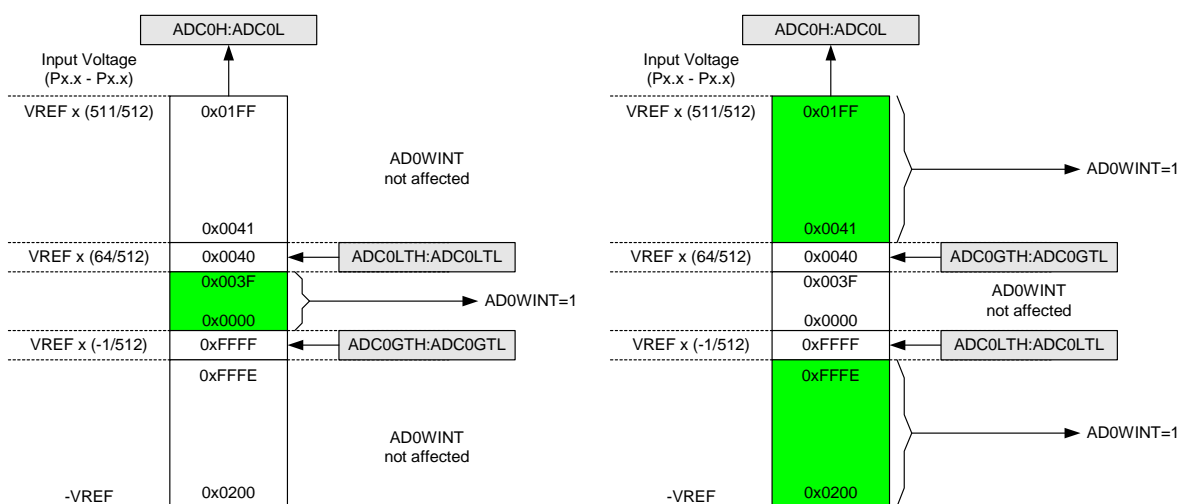 ADC0H:ADC0L
Input Voltage
(Px.x - Px.x)
VREF x (511/512)
0x01FF
AD0WINT
not affected
0x0041
VREF x (64/512)
0x0040
ADC0LTH:ADC0LTL
0x003F
AD0WINT=1
0x0000
VREF x (-1/512)
0xFFFF
ADC0GTH:ADC0GTL
0xFFFE
AD0WINT
not affected
-VREF
0x0200
ADC0H:ADC0L
Input Voltage
(Px.x - Px.x)
VREF x (511/512)
0x01FF
AD0WINT=1
0x0041
VREF x (64/512)
0x0040
ADC0GTH:ADC0GTL
0x003F
AD0WINT
not affected
0x0000
VREF x (-1/512)
0xFFFF
ADC0LTH:ADC0LTL
0xFFFE
AD0WINT=1
-VREF
0x0200